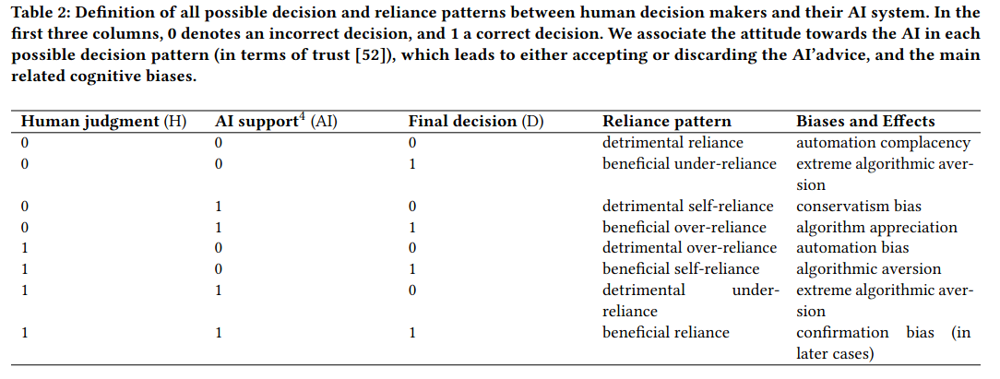 Table 2: Definition of all possible decision and reliance patterns between human decision makers and their AI system. In the
first three columns, 0 denotes an incorrect decision, and 1 a correct decision. We associate the attitude towards the AI in each
possible decision pattern (in terms of trust [52]), which leads to either accepting or discarding the AI'advice, and the main
related cognitive biases.
Human judgment (H) AI support4 (AI) Final decision (D) Reliance pattern Biases and Effects
0 0 0 detrimental reliance automation complacency
0 0 1 beneficial under-reliance extreme algorithmic aver-
sion
0 1 0 detrimental self-reliance conservatism bias
0 1 1 beneficial over-reliance algorithm appreciation
1 0 0 detrimental over-reliance automation bias
1 0 1 beneficial self-reliance algorithmic aversion
1 1 0 detrimental under- extreme algorithmic aver-
reliance sion
1 1 1 beneficial reliance confirmation bias (in
later cases)